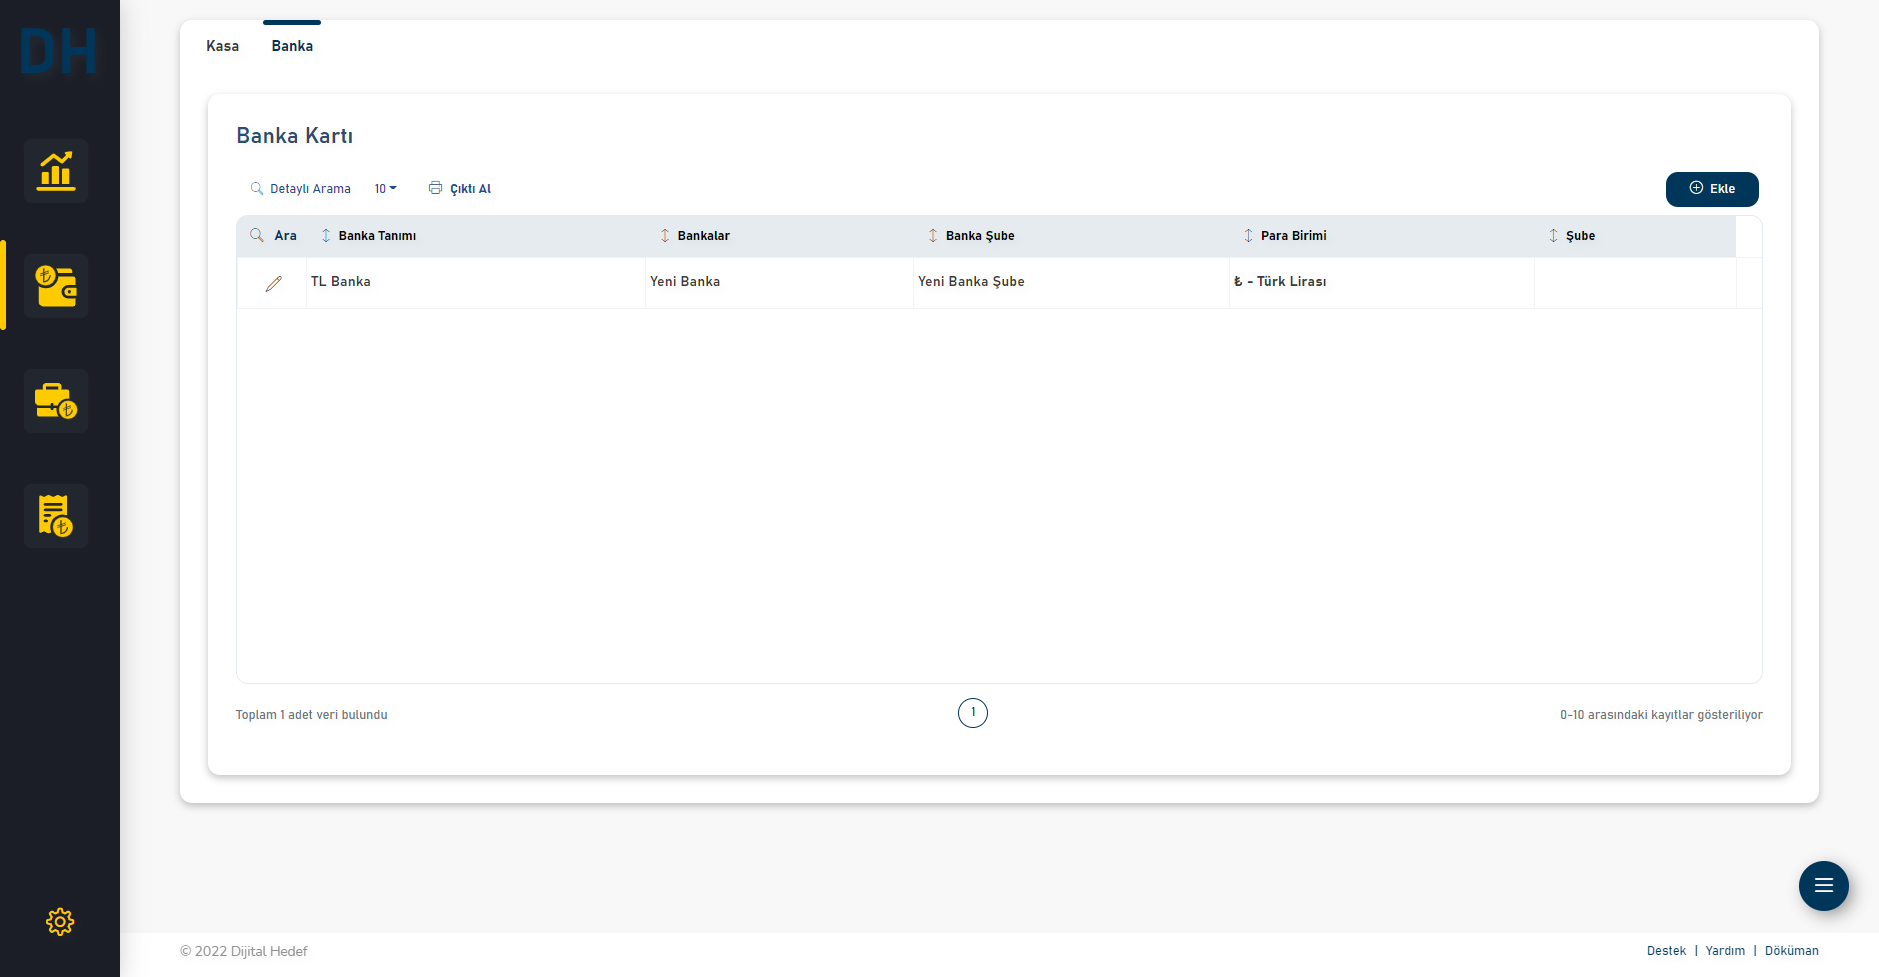 DH
Kasa Banka
Banka Kartı
Detaylı Arama 10 Çıktı Al Ekle
Ara Banka Tanımı Bankalar Banka Şube Para Birimi Şube
TL Banka Yeni Banka Yeni Banka Şube ₺ - Türk Lirası
Toplam 1 adet veri bulundu 1 0-10 arasındaki kayıtlar gösteriliyor
© 2022 Dijital Hedef Destek | Yardım | Döküman